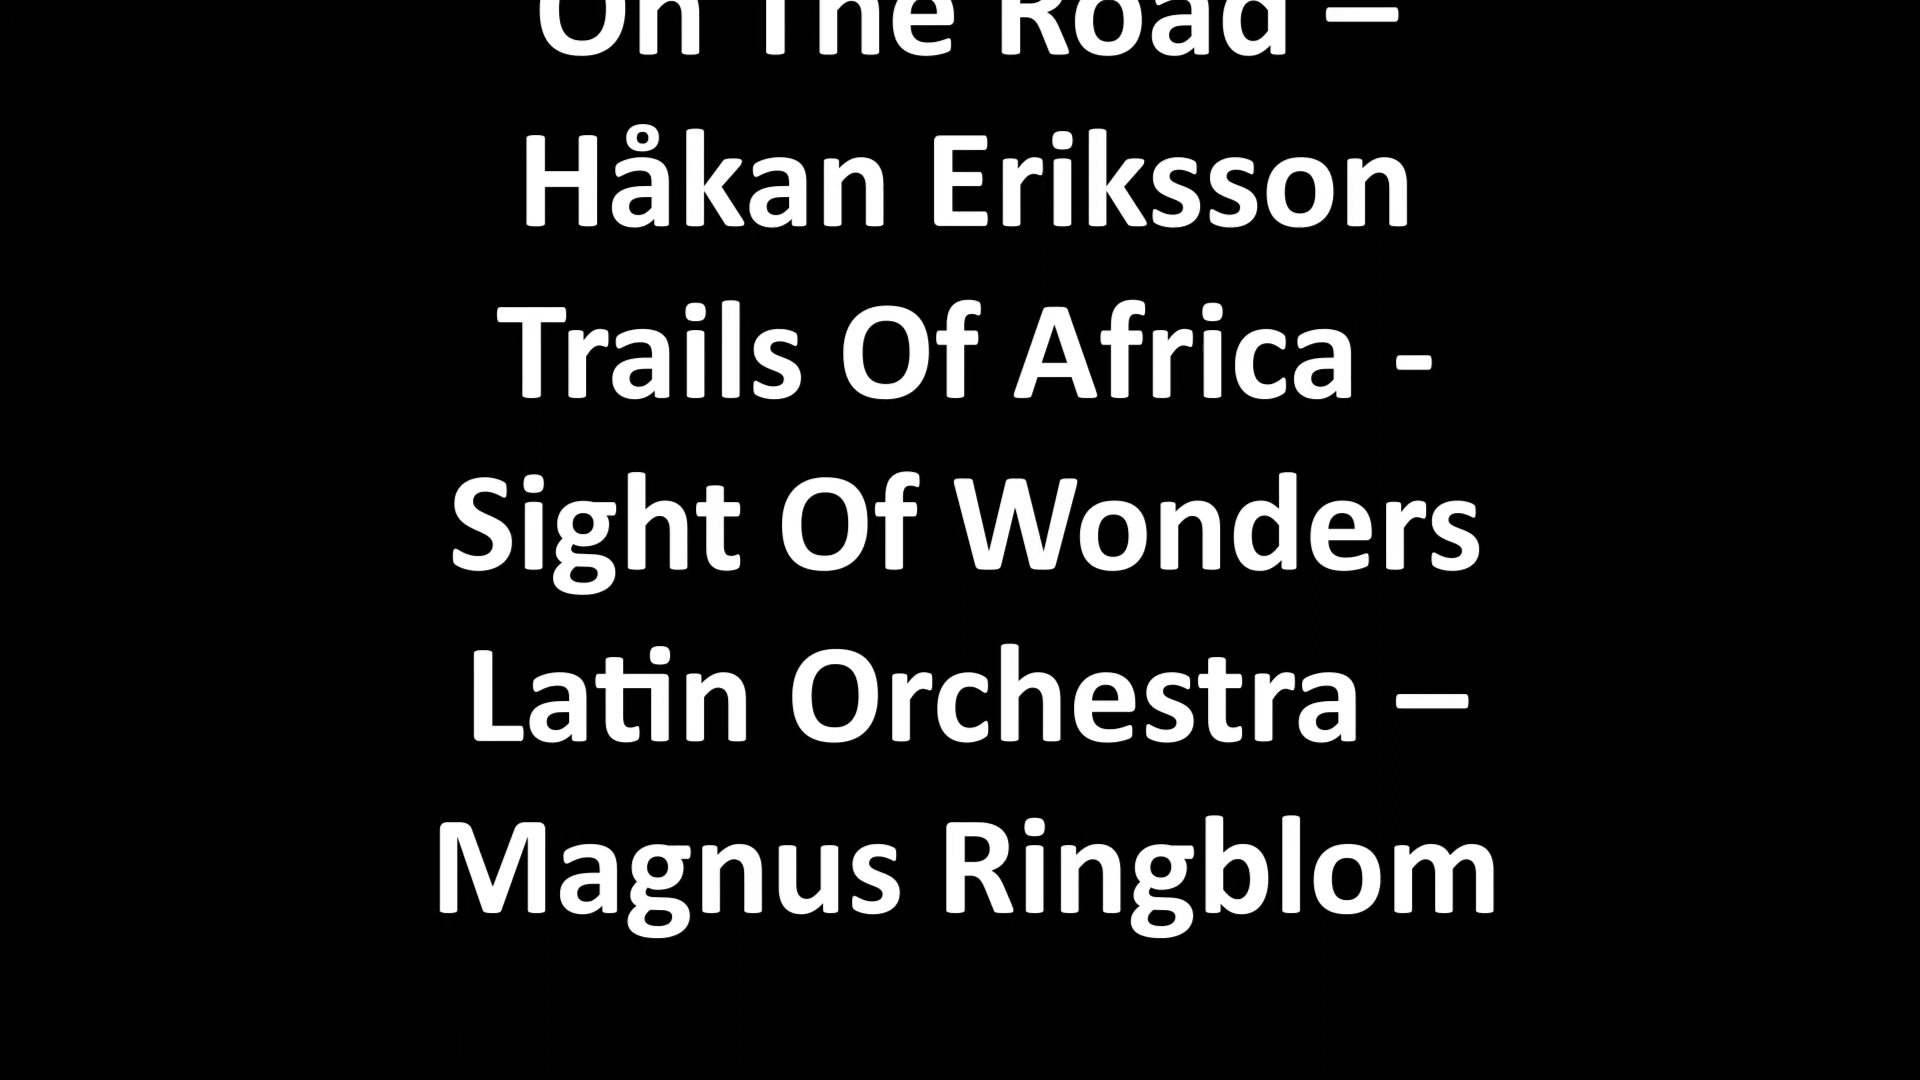 On The Road –
Håkan Eriksson
Trails Of Africa -
Sight Of Wonders
Latin Orchestra –
Magnus Ringblom